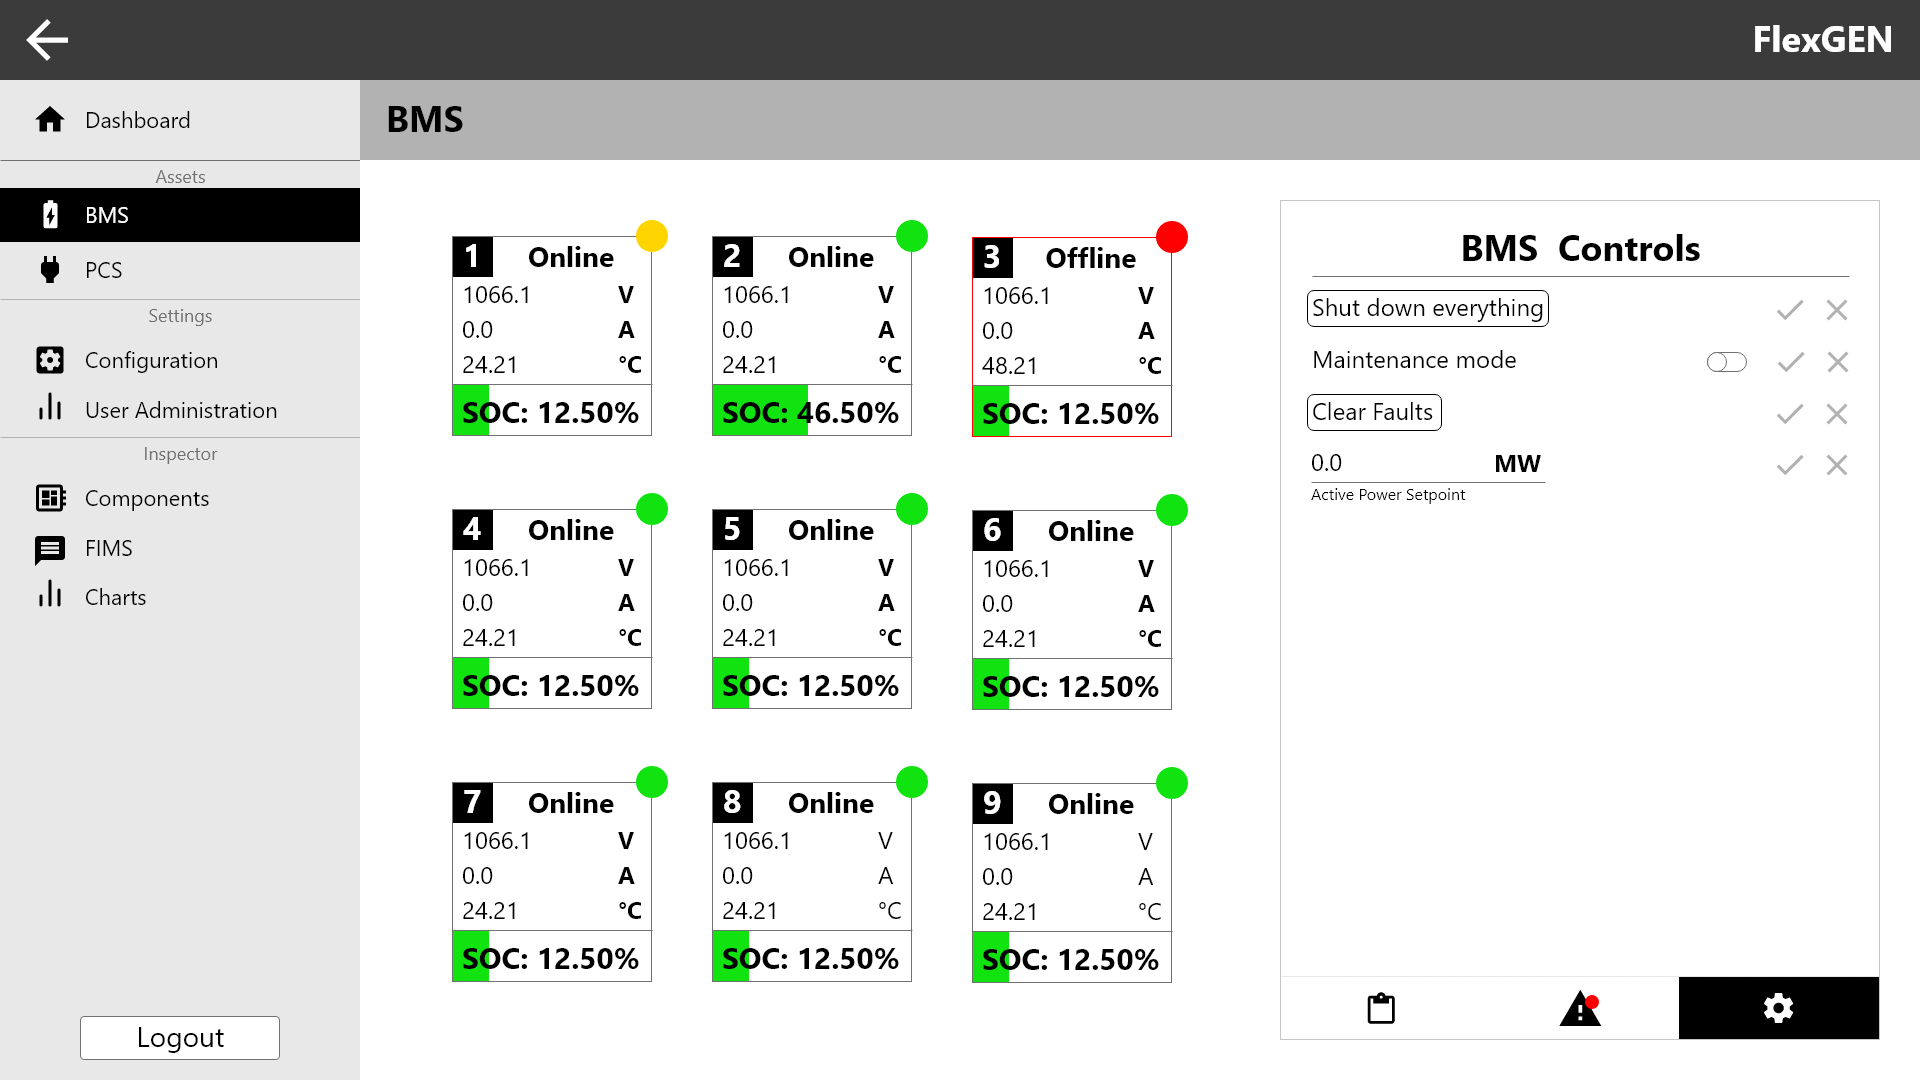 FlexGEN
Dashboard
Assets
BMS
PCS
Settings
Configuration
User Administration
Inspector
Components
FIMS
Charts
Logout
BMS
1 Online
1066.1 V
0.0 A
24.21 °C
SOC: 12.50%
2 Online
1066.1 V
0.0 A
24.21 °C
SOC: 46.50%
3 Offline
1066.1 V
0.0 A
48.21 °C
SOC: 12.50%
4 Online
1066.1 V
0.0 A
24.21 °C
SOC: 12.50%
5 Online
1066.1 V
0.0 A
24.21 °C
SOC: 12.50%
6 Online
1066.1 V
0.0 A
24.21 °C
SOC: 12.50%
7 Online
1066.1 V
0.0 A
24.21 °C
SOC: 12.50%
8 Online
1066.1 V
0.0 A
24.21 °C
SOC: 12.50%
9 Online
1066.1 V
0.0 A
24.21 °C
SOC: 12.50%
BMS Controls
Shut down everything
Maintenance mode
Clear Faults
0.0 MW
Active Power Setpoint